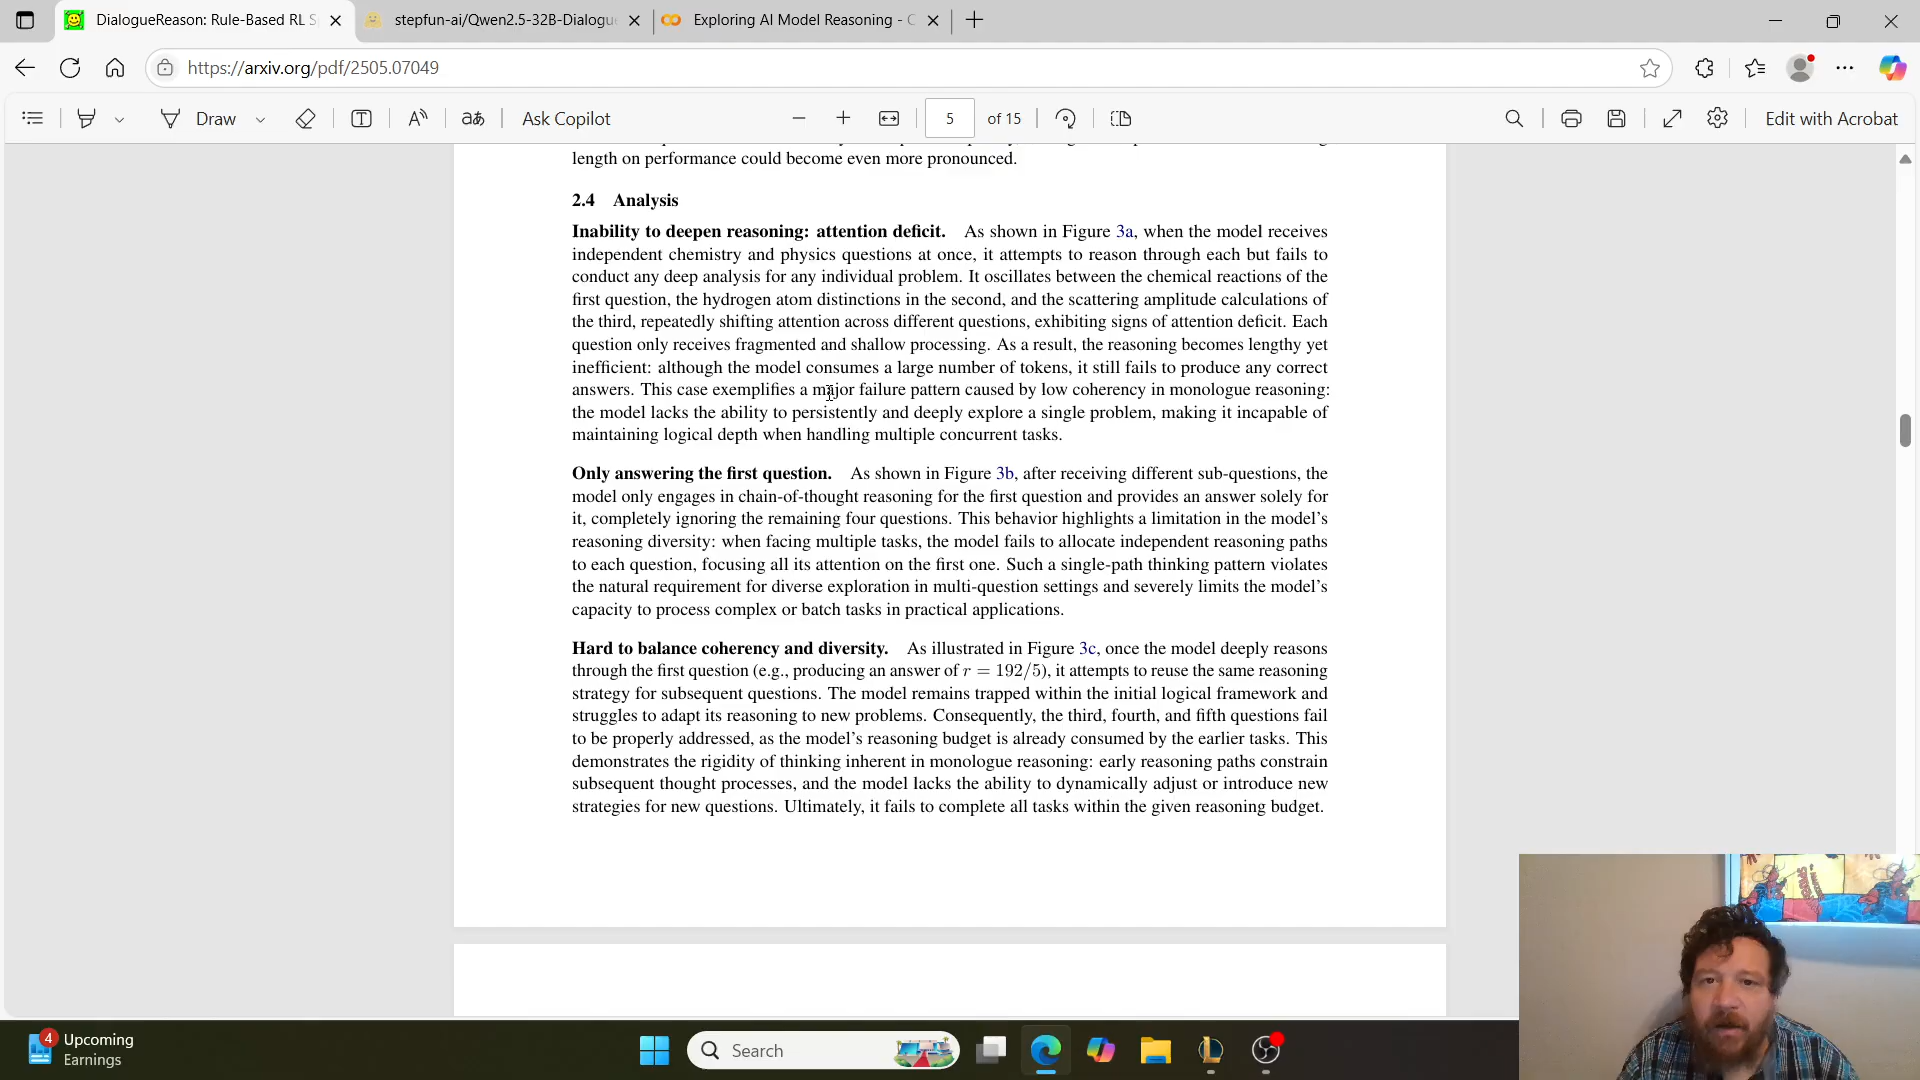 DialogueReason: Rule-Based RL S
stepfun-ai/Qwen2.5-32B-Dialogue
Exploring AI Model Reasoning - C
https://arxiv.org/pdf/2505.07049
Draw
aあ
Ask Copilot
5
of 15
Edit with Acrobat
length on performance could become even more pronounced.
2.4 Analysis
Inability to deepen reasoning: attention deficit. As shown in Figure 3a, when the model receives
independent chemistry and physics questions at once, it attempts to reason through each but fails to
conduct any deep analysis for any individual problem. It oscillates between the chemical reactions of the
first question, the hydrogen atom distinctions in the second, and the scattering amplitude calculations of
the third, repeatedly shifting attention across different questions, exhibiting signs of attention deficit. Each
question only receives fragmented and shallow processing. As a result, the reasoning becomes lengthy yet
inefficient: although the model consumes a large number of tokens, it still fails to produce any correct
answers. This case exemplifies a major failure pattern caused by low coherency in monologue reasoning:
the model lacks the ability to persistently and deeply explore a single problem, making it incapable of
maintaining logical depth when handling multiple concurrent tasks.
Only answering the first question. As shown in Figure 3b, after receiving different sub-questions, the
model only engages in chain-of-thought reasoning for the first question and provides an answer solely for
it, completely ignoring the remaining four questions. This behavior highlights a limitation in the model's
reasoning diversity: when facing multiple tasks, the model fails to allocate independent reasoning paths
to each question, focusing all its attention on the first one. Such a single-path thinking pattern violates
the natural requirement for diverse exploration in multi-question settings and severely limits the model's
capacity to process complex or batch tasks in practical applications.
Hard to balance coherency and diversity. As illustrated in Figure 3c, once the model deeply reasons
through the first question (e.g., producing an answer of r = 192/5), it attempts to reuse the same reasoning
strategy for subsequent questions. The model remains trapped within the initial logical framework and
struggles to adapt its reasoning to new problems. Consequently, the third, fourth, and fifth questions fail
to be properly addressed, as the model's reasoning budget is already consumed by the earlier tasks. This
demonstrates the rigidity of thinking inherent in monologue reasoning: early reasoning paths constrain
subsequent thought processes, and the model lacks the ability to dynamically adjust or introduce new
strategies for new questions. Ultimately, it fails to complete all tasks within the given reasoning budget.
4
Upcoming
Earnings
Search